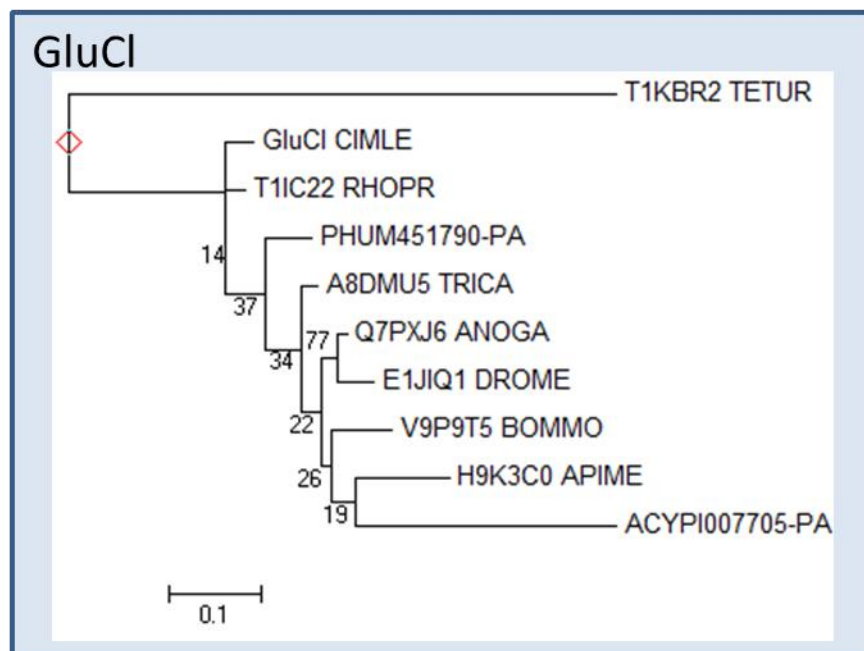 GluCl
T1KBR2 TETUR
GluCl CIMLE
T1IC22 RHOPR
14
PHUM451790-PA
37
A8DMU5 TRICA
34
77
Q7PXJ6 ANOGA
E1JIQ1 DROME
22
V9P9T5 BOMMO
26
H9K3C0 APIME
19
ACYPI007705-PA
0.1